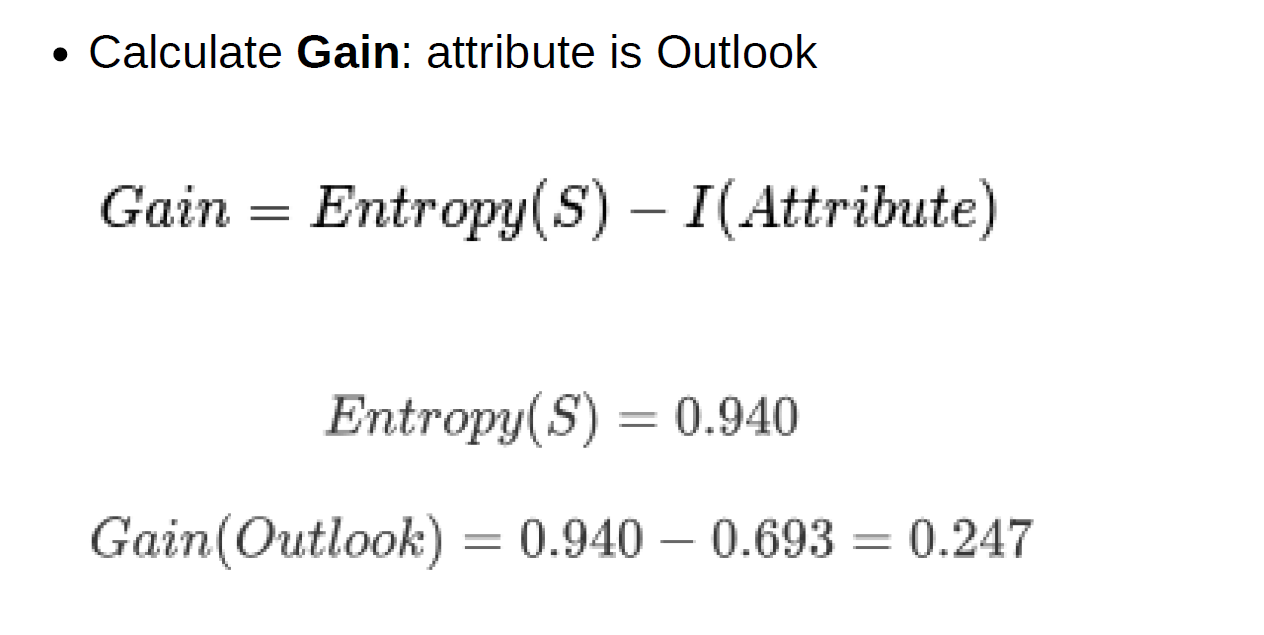 • Calculate Gain: attribute is Outlook
Gain = Entropy(S) − I(Attribute)
Entropy(S) = 0.940
Gain(Outlook) = 0.940 − 0.693 = 0.247